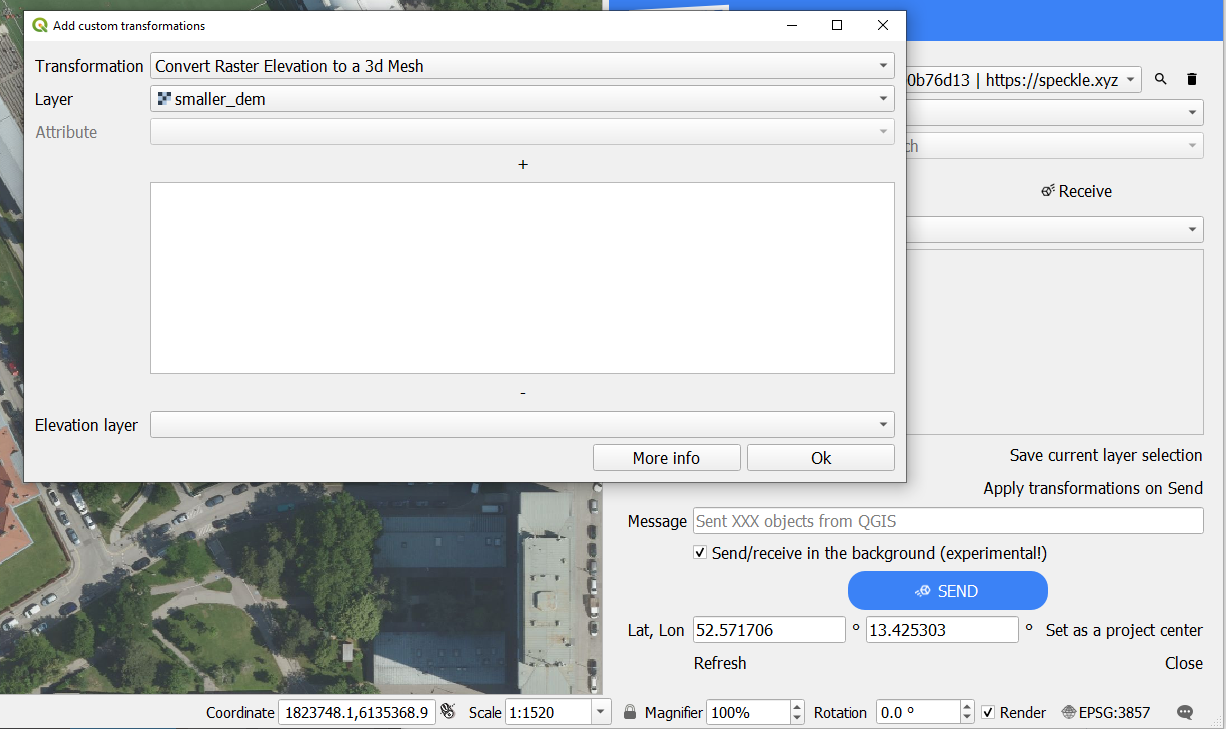 Add custom transformations
Transformation Convert Raster Elevation to a 3d Mesh
Layer smaller_dem
Attribute
+
-
Elevation layer
More info Ok
0b76d13 | https://speckle.xyz
ch
Receive
Save current layer selection
Apply transformations on Send
Message Sent XXX objects from QGIS
Send/receive in the background (experimental!)
SEND
Lat, Lon 52.571706 ° 13.425303 ° Set as a project center
Refresh Close
Coordinate 1823748.1,6135368.9 Scale 1:1520 Magnifier 100% Rotation 0.0 ° Render EPSG:3857